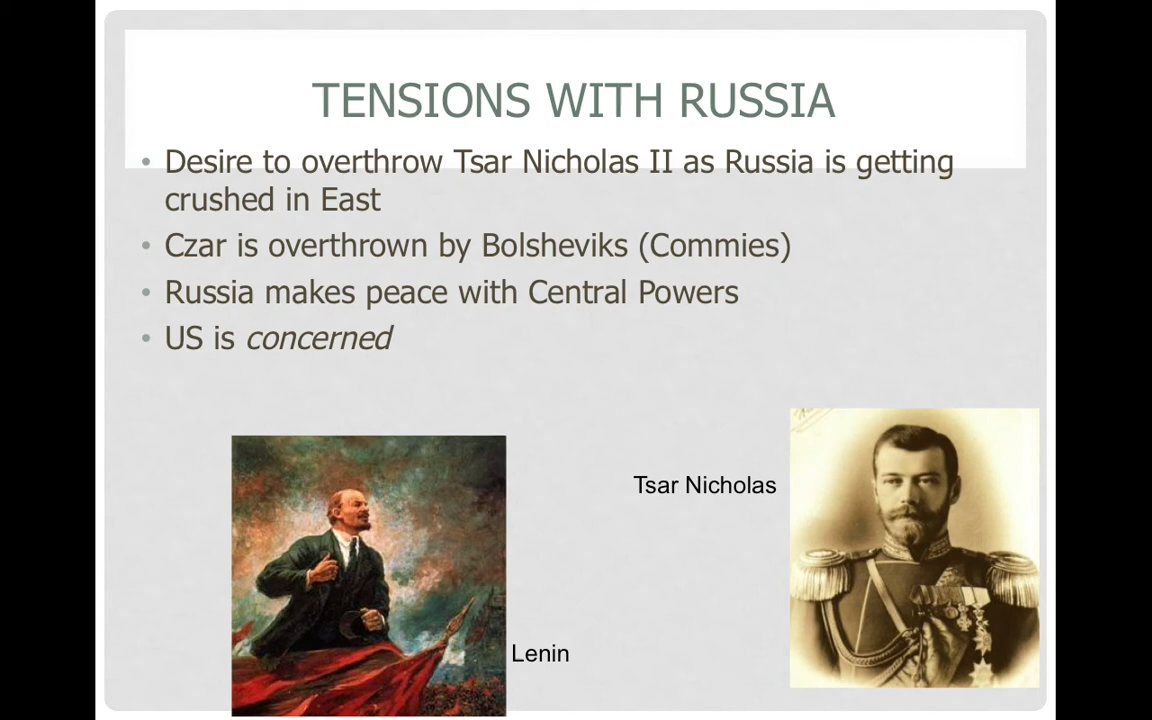 TENSIONS WITH RUSSIA
• Desire to overthrow Tsar Nicholas II as Russia is getting
crushed in East
• Czar is overthrown by Bolsheviks (Commies)
• Russia makes peace with Central Powers
• US is concerned
Tsar Nicholas
Lenin